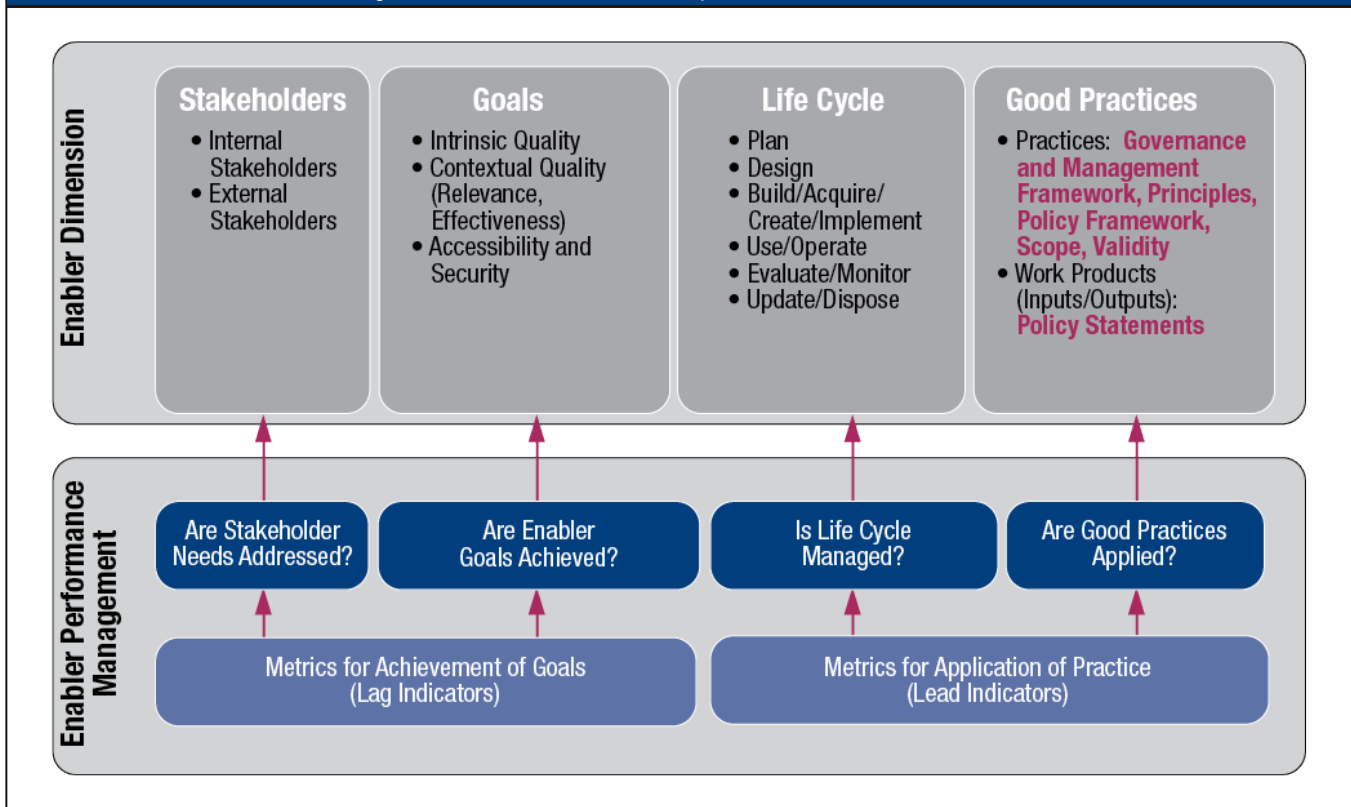 Enabler Dimension
Stakeholders
• Internal
Stakeholders
• External
Stakeholders
Goals
• Intrinsic Quality
• Contextual Quality
(Relevance,
Effectiveness)
• Accessibility and
Security
Life Cycle
• Plan
• Design
• Build/Acquire/
Create/Implement
• Use/Operate
• Evaluate/Monitor
• Update/Dispose
Good Practices
• Practices: Governance
and Management
Framework, Principles,
Policy Framework,
Scope, Validity
• Work Products
(Inputs/Outputs):
Policy Statements
Enabler Performance
Management
Are Stakeholder
Needs Addressed?
Are Enabler
Goals Achieved?
Is Life Cycle
Managed?
Are Good Practices
Applied?
Metrics for Achievement of Goals
(Lag Indicators)
Metrics for Application of Practice
(Lead Indicators)